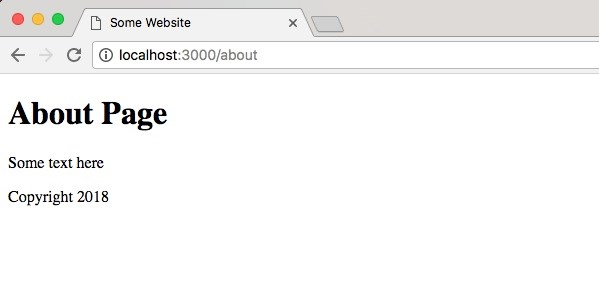 Some Website
localhost:3000/about
About Page
Some text here
Copyright 2018